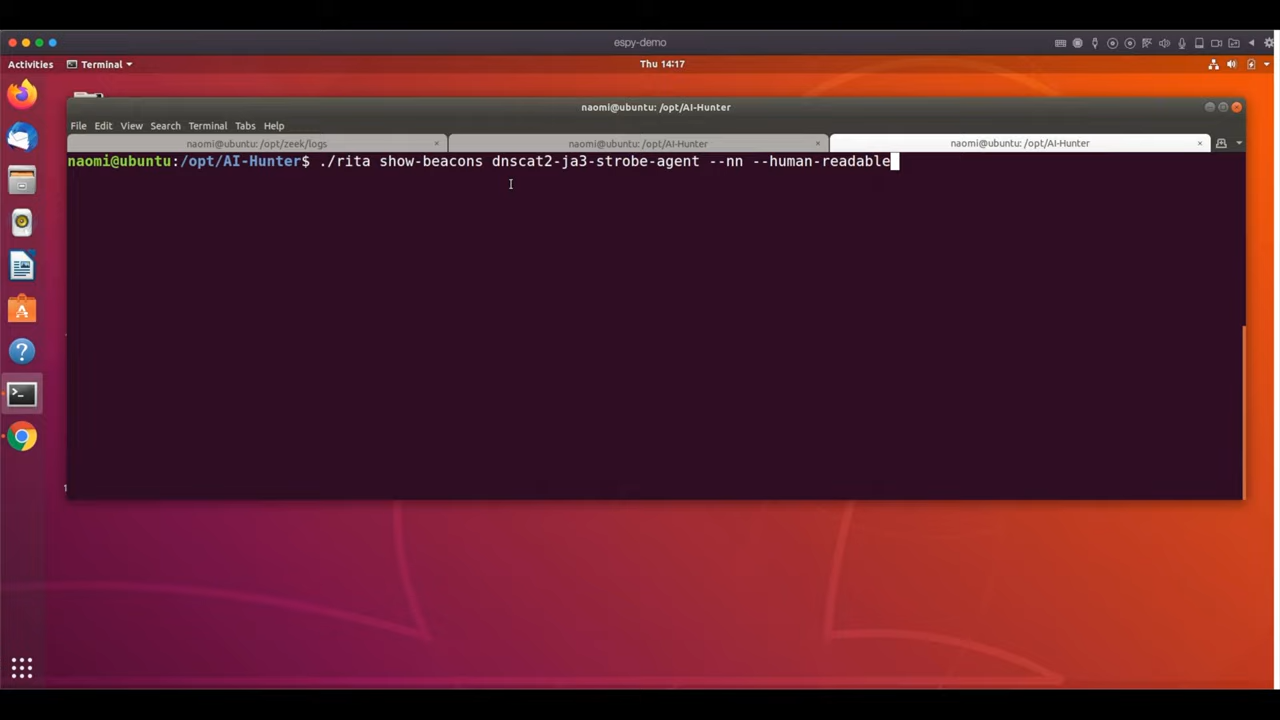 espy-demo
Activities
Terminal
Thu 14:17
naomi@ubuntu: /opt/AI-Hunter
File Edit View Search Terminal Tabs Help
naomi@ubuntu: /opt/zeek/logs
naomi@ubuntu: /opt/AI-Hunter
naomi@ubuntu: /opt/AI-Hunter
naomi@ubuntu:/opt/AI-Hunter$ ./rita show-beacons dnscat2-ja3-strobe-agent --nn --human-readable